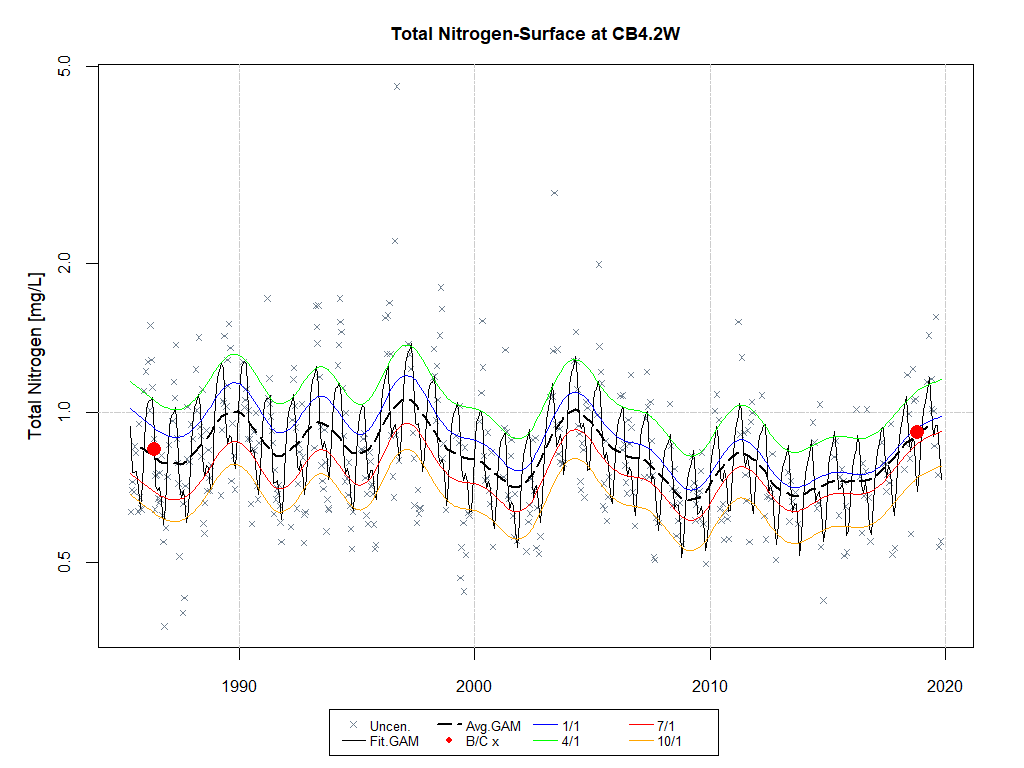 Total Nitrogen-Surface at CB4.2W
Total Nitrogen [mg/L]
5.0
2.0
1.0
0.5
1990 2000 2010 2020
Uncen. Avg.GAM 1/1 7/1
Fit.GAM B/C x 4/1 10/1